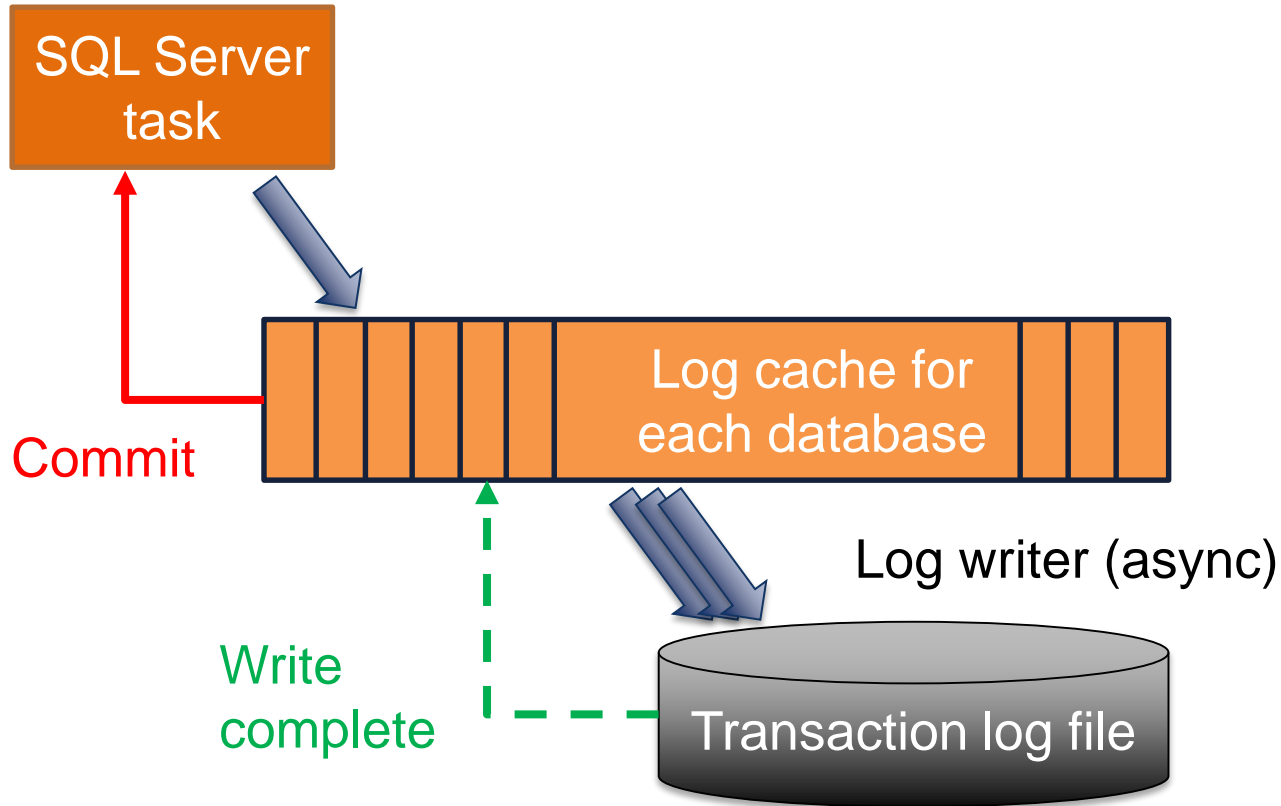 SQL Server
task
Log cache for
each database
Commit
Log writer (async)
Write
complete
Transaction log file